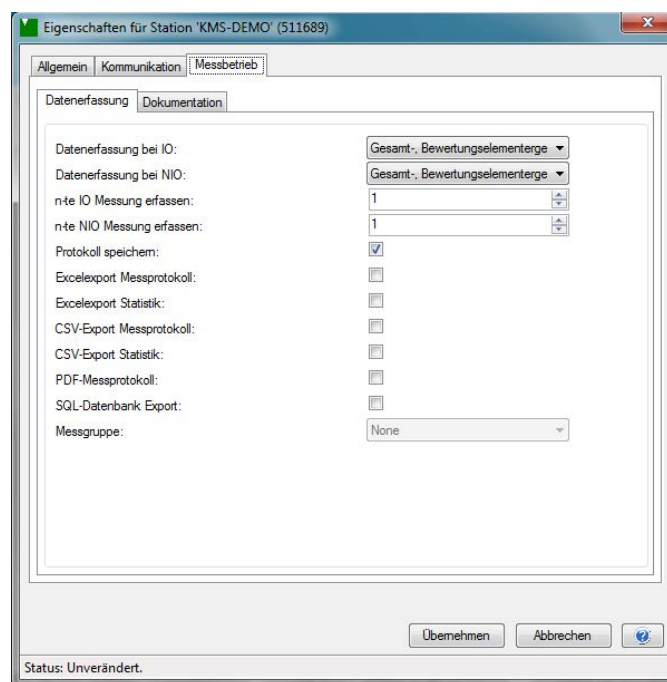 Eigenschaften für Station 'KMS-DEMO' (511689)
Allgemein Kommunikation Messbetrieb
Datenerfassung Dokumentation
Datenerfassung bei IO: Gesamt-, Bewertungselementerge
Datenerfassung bei NIO: Gesamt-, Bewertungselementerge
n-te IO Messung erfassen: 1
n-te NIO Messung erfassen: 1
Protokoll speichern:
Excelexport Messprotokoll:
Excelexport Statistik:
CSV-Export Messprotokoll:
CSV-Export Statistik:
PDF-Messprotokoll:
SQL-Datenbank Export:
Messgruppe: None
Übernehmen Abbrechen
Status: Unverändert.